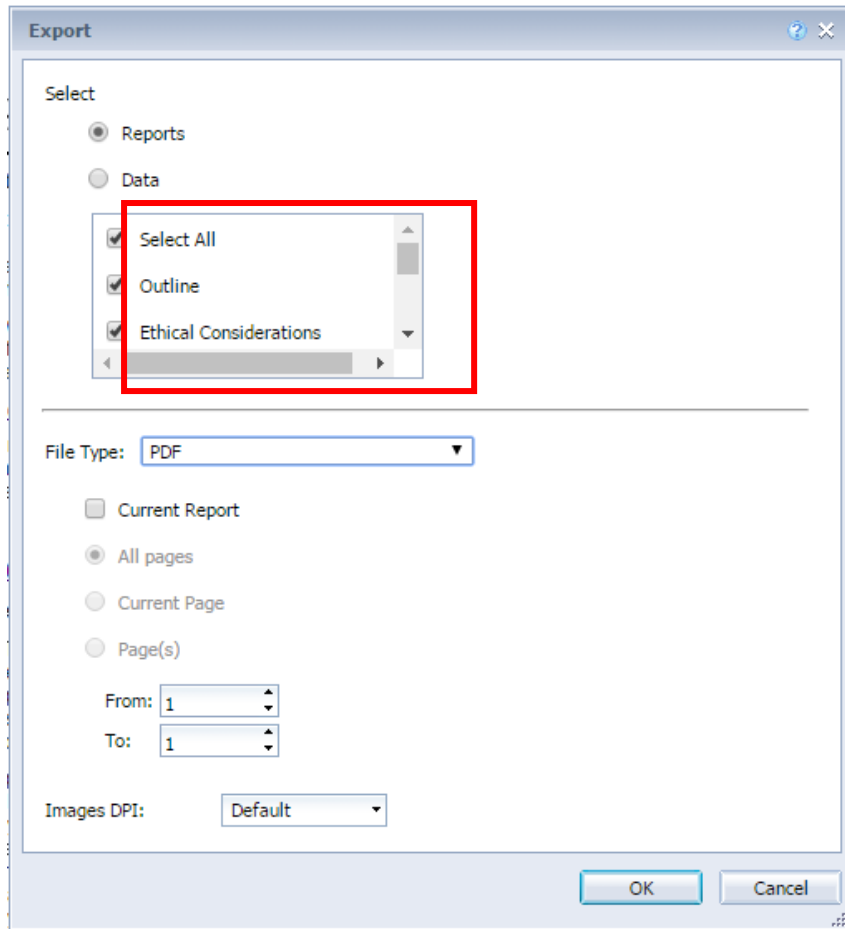 Export
Select
Reports
Data
Select All
Outline
Ethical Considerations
File Type: PDF
Current Report
All pages
Current Page
Page(s)
From: 1
To: 1
Images DPI: Default
OK Cancel